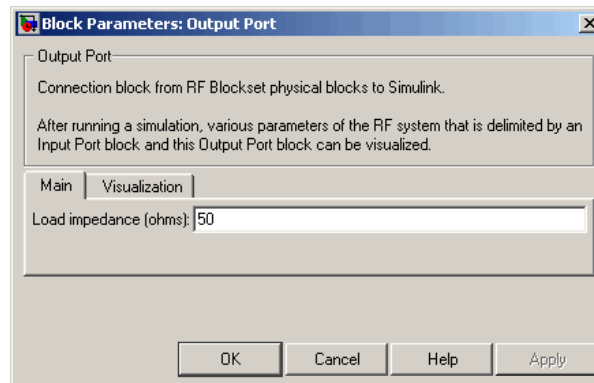 Block Parameters: Output Port
Output Port
Connection block from RF Blockset physical blocks to Simulink.
After running a simulation, various parameters of the RF system that is delimited by an
Input Port block and this Output Port block can be visualized.
Main Visualization
Load impedance (ohms): 50
OK Cancel Help Apply